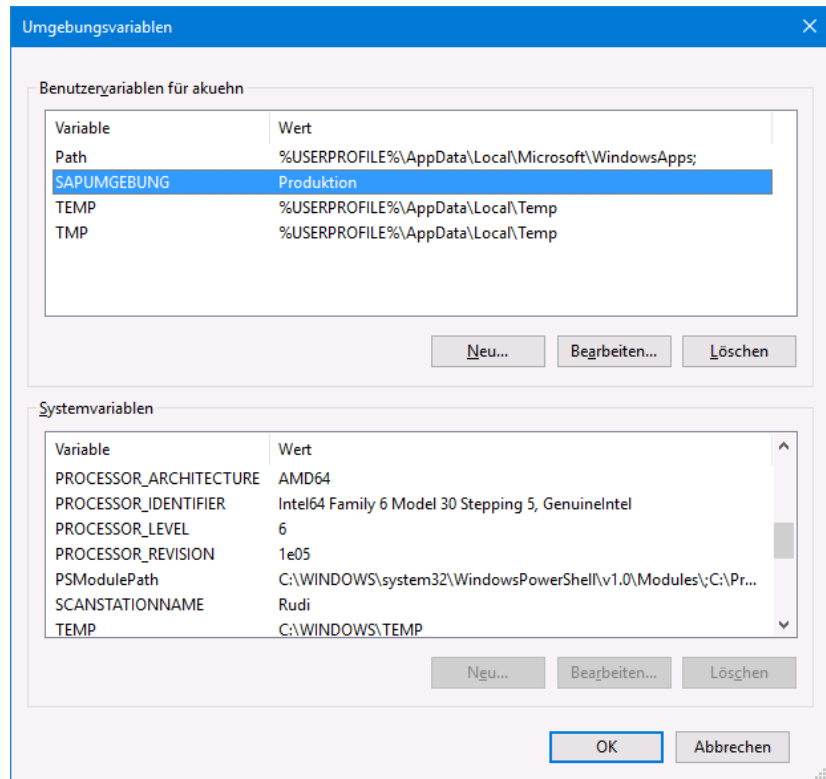 Umgebungsvariablen
Benutzervariablen für akuehn
Variable Wert
Path %USERPROFILE%\AppData\Local\Microsoft\WindowsApps;
SAPUMGEBUNG Produktion
TEMP %USERPROFILE%\AppData\Local\Temp
TMP %USERPROFILE%\AppData\Local\Temp
Neu... Bearbeiten... Löschen
Systemvariablen
Variable Wert
PROCESSOR_ARCHITECTURE AMD64
PROCESSOR_IDENTIFIER Intel64 Family 6 Model 30 Stepping 5, GenuineIntel
PROCESSOR_LEVEL 6
PROCESSOR_REVISION 1e05
PSModulePath C:\WINDOWS\system32\WindowsPowerShell\v1.0\Modules\;C:\Pr...
SCANSTATIONNAME Rudi
TEMP C:\WINDOWS\TEMP
Neu... Bearbeiten... Löschen
OK Abbrechen